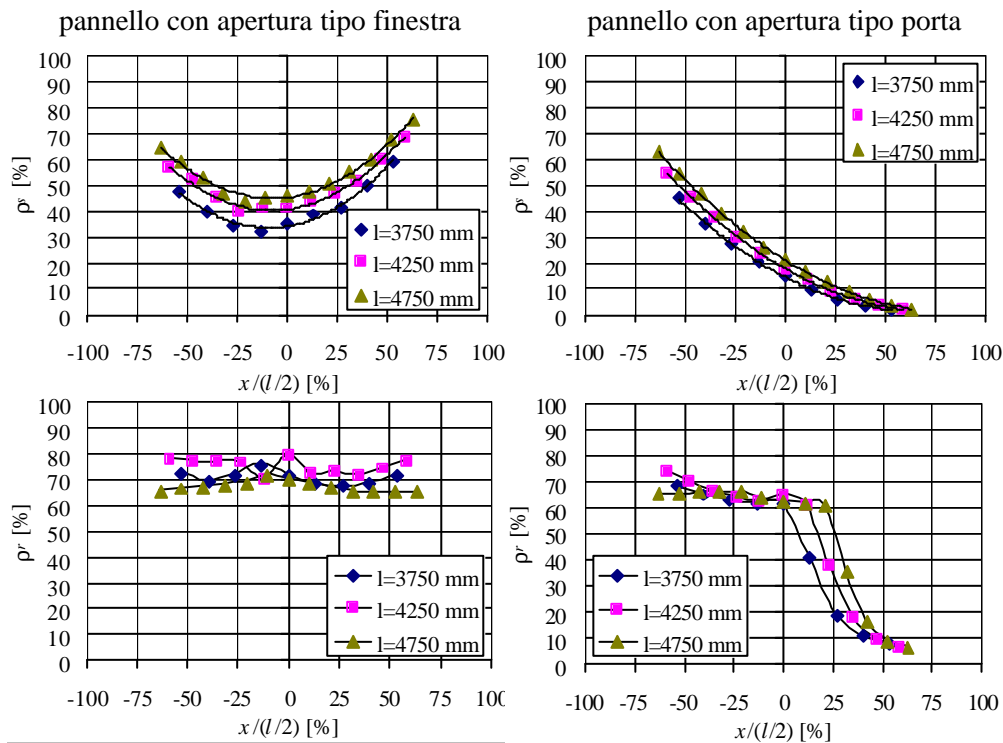 pannello con apertura tipo finestra
pannello con apertura tipo porta
100
90
80
70
60
50
40
30
20
10
0
ρˢ [%]
l=3750 mm
l=4250 mm
l=4750 mm
-100 -75 -50 -25 0 25 50 75 100
x/(l/2) [%]
100
90
80
70
60
50
40
30
20
10
0
ρˢ [%]
l=3750 mm
l=4250 mm
l=4750 mm
-100 -75 -50 -25 0 25 50 75 100
x/(l/2) [%]
100
90
80
70
60
50
40
30
20
10
0
ρʳ [%]
l=3750 mm
l=4250 mm
l=4750 mm
-100 -75 -50 -25 0 25 50 75 100
x/(l/2) [%]
100
90
80
70
60
50
40
30
20
10
0
ρʳ [%]
l=3750 mm
l=4250 mm
l=4750 mm
-100 -75 -50 -25 0 25 50 75 100
x/(l/2) [%]